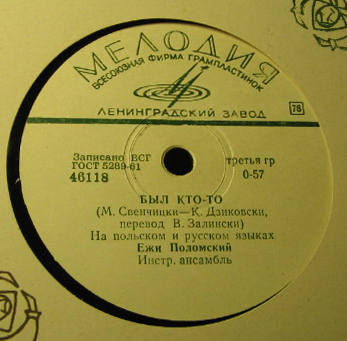 МЕЛОДИЯ
ВСЕСОЮЗНАЯ ФИРМА ГРАМПЛАСТИНОК
ЛЕНИНГРАДСКИЙ ЗАВОД
78
Записано ВСГ
ГОСТ 5289-61
46118
третья гр
0-57
БЫЛ КТО-ТО
(М. Свенчицки—К. Дзиковски,
перевод В. Залински)
На польском и русском языках
Ежи Поломский
Инстр. ансамбль